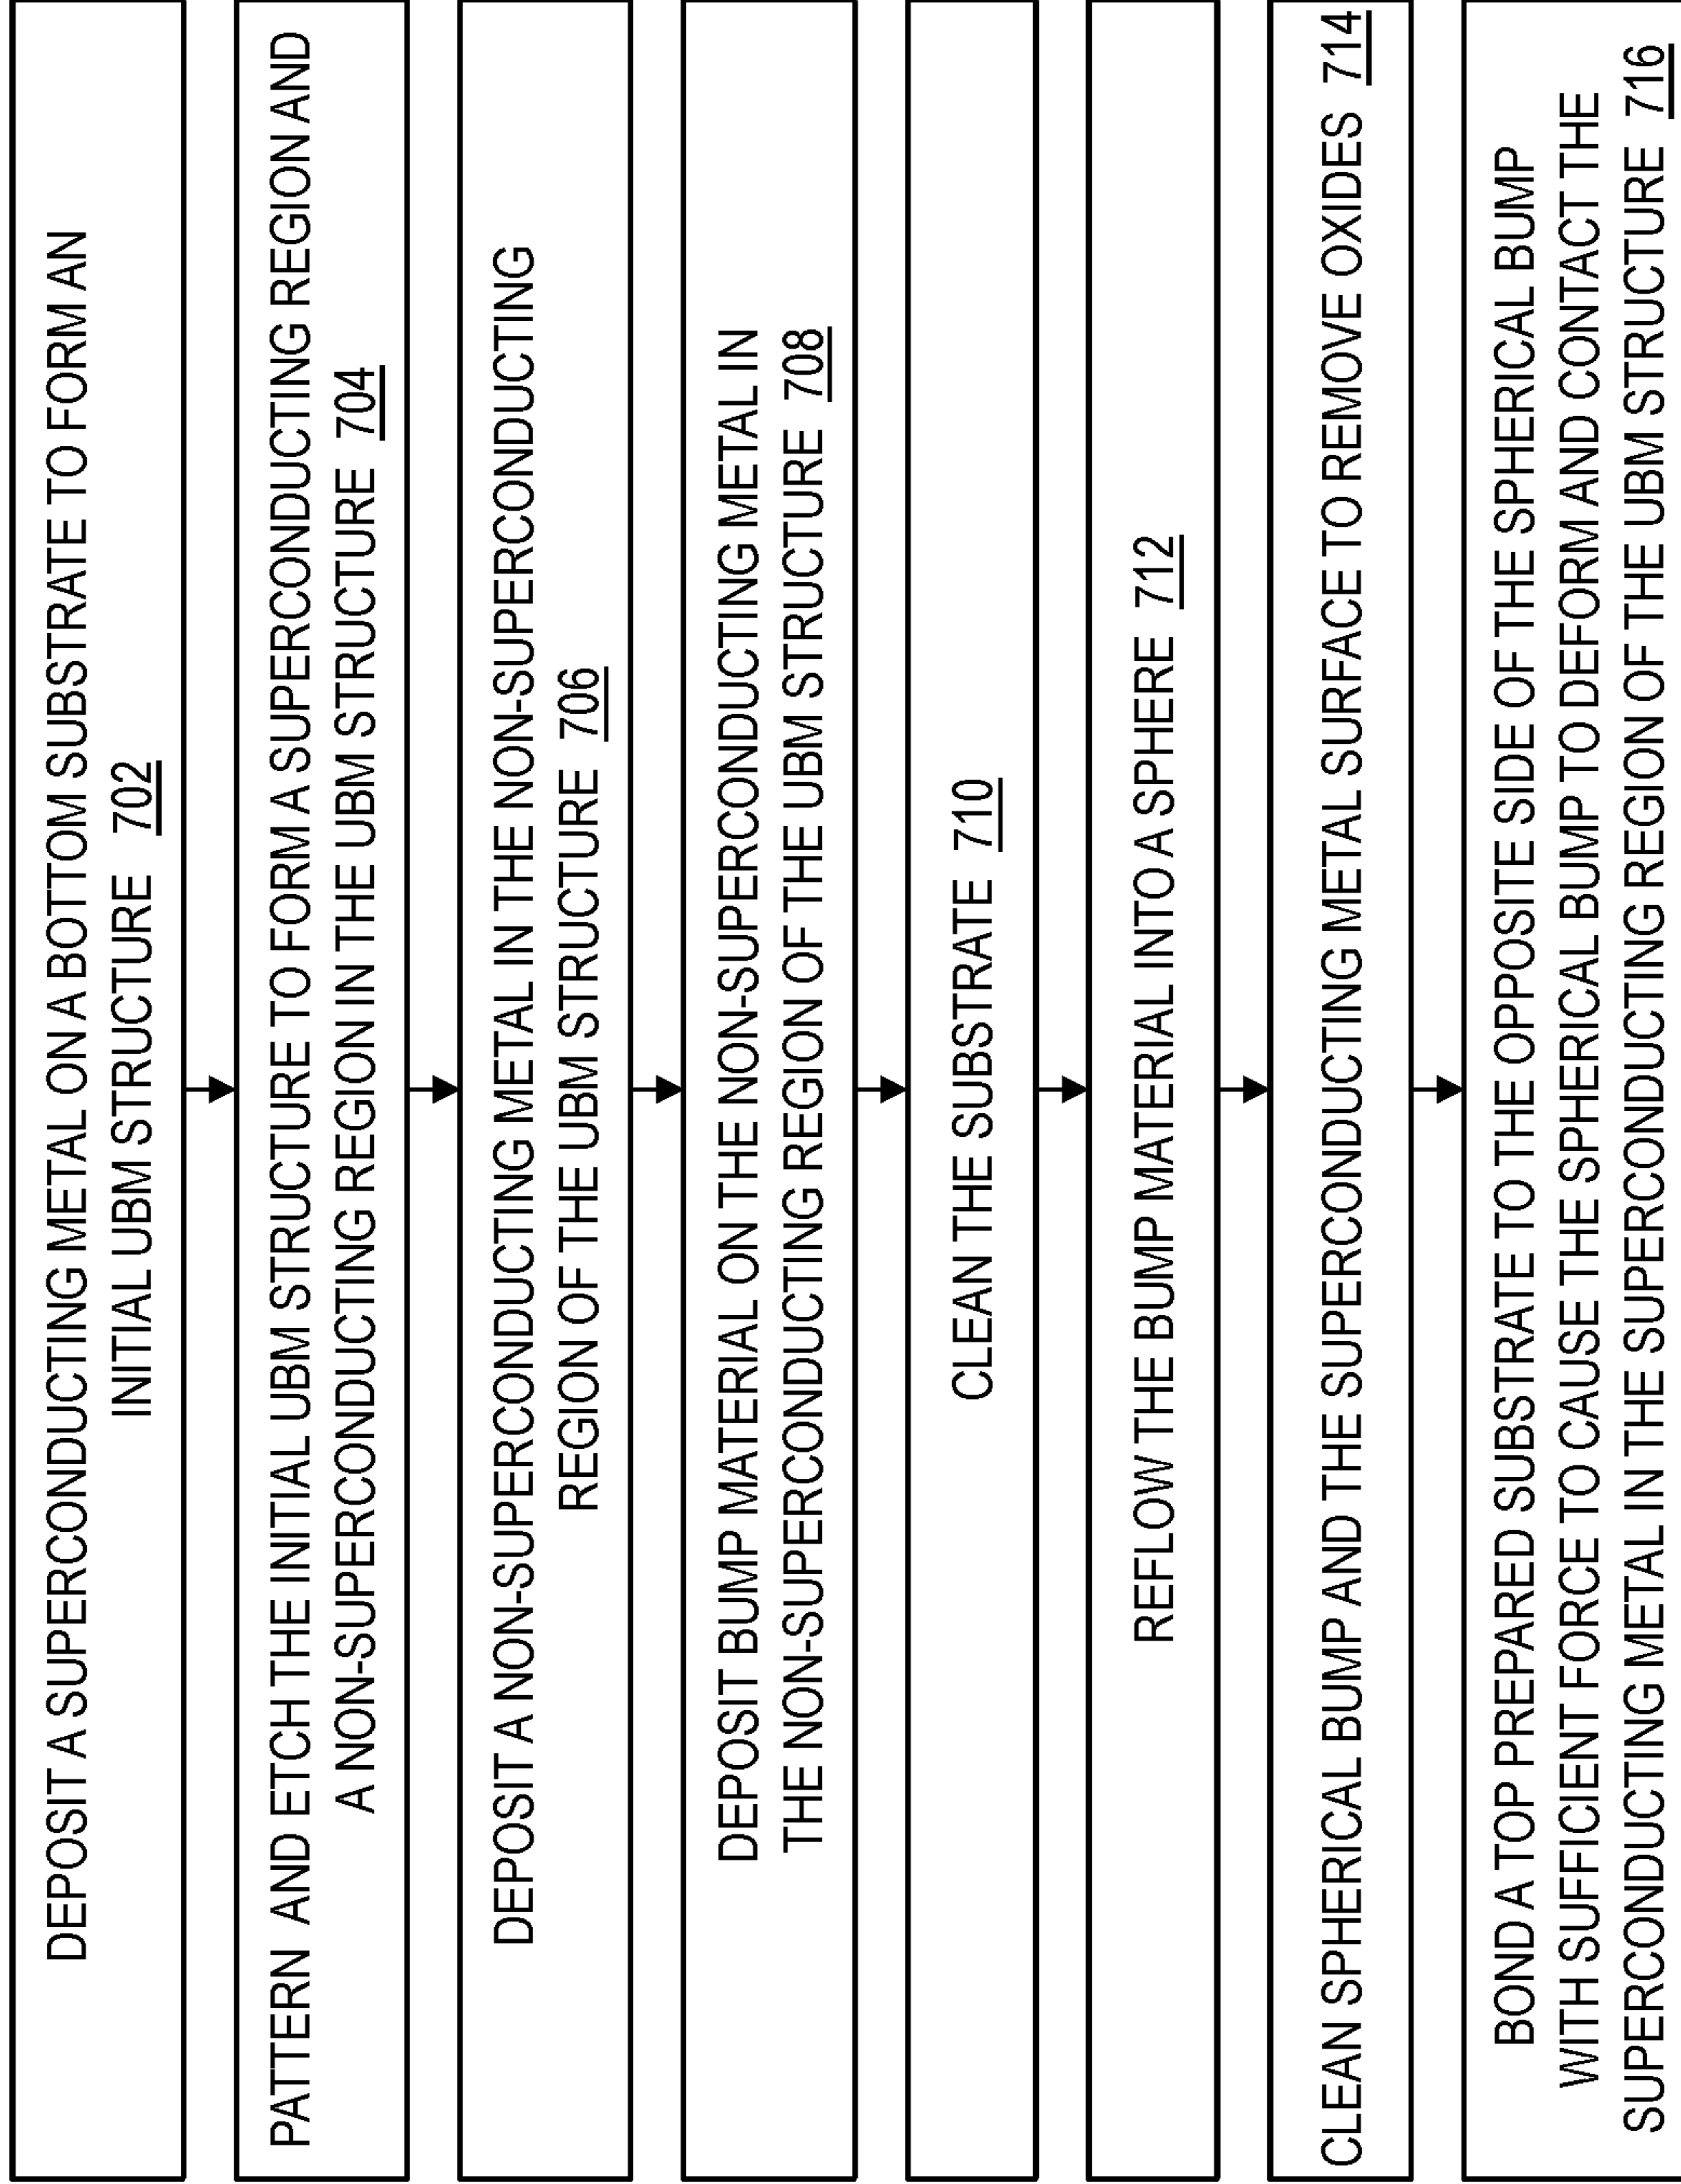 DEPOSIT A SUPERCONDUCTING METAL ON A BOTTOM SUBSTRATE TO FORM AN
INITIAL UBM STRUCTURE 702
PATTERN AND ETCH THE INITIAL UBM STRUCTURE TO FORM A SUPERCONDUCTING REGION AND
A NON-SUPERCONDUCTING REGION IN THE UBM STRUCTURE 704
DEPOSIT A NON-SUPERCONDUCTING METAL IN THE NON-SUPERCONDUCTING
REGION OF THE UBM STRUCTURE 706
DEPOSIT BUMP MATERIAL ON THE NON-SUPERCONDUCTING METAL IN
THE NON-SUPERCONDUCTING REGION OF THE UBM STRUCTURE 708
CLEAN THE SUBSTRATE 710
REFLOW THE BUMP MATERIAL INTO A SPHERE 712
CLEAN SPHERICAL BUMP AND THE SUPERCONDUCTING METAL SURFACE TO REMOVE OXIDES 714
BOND A TOP PREPARED SUBSTRATE TO THE OPPOSITE SIDE OF THE SPHERICAL BUMP
WITH SUFFICIENT FORCE TO CAUSE THE SPHERICAL BUMP TO DEFORM AND CONTACT THE
SUPERCONDUCTING METAL IN THE SUPERCONDUCTING REGION OF THE UBM STRUCTURE 716